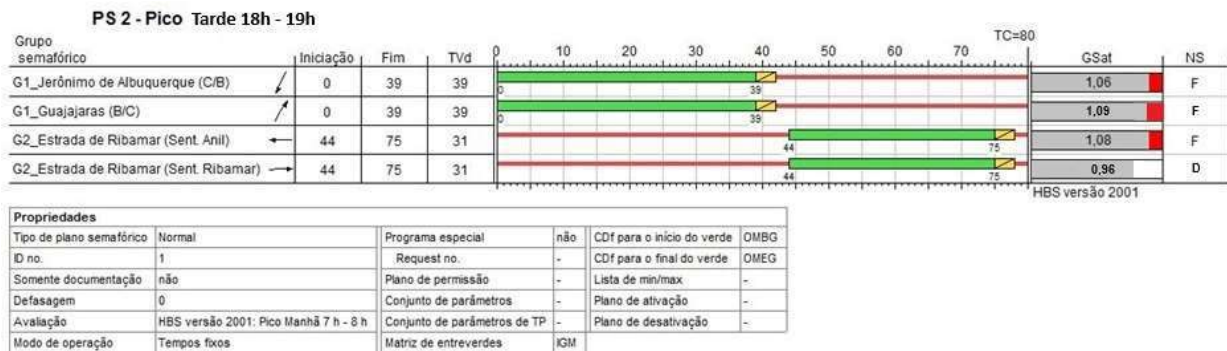 PS 2 - Pico Tarde 18h - 19h
Grupo
semafórico Iniciação Fim TVd 0 10 20 30 40 50 60 70 TC=80 GSat NS
G1_Jerônimo de Albuquerque (C/B) 0 39 39 0 39 1,06 F
G1_Guajajaras (B/C) 0 39 39 0 39 1,09 F
G2_Estrada de Ribamar (Sent. Anil) 44 75 31 44 75 1,08 F
G2_Estrada de Ribamar (Sent. Ribamar) 44 75 31 44 75 0,96 D
HBS versão 2001
Propriedades
Tipo de plano semafórico Normal Programa especial não CDf para o início do verde OMBG
ID no. 1 Request no. - CDf para o final do verde OMEG
Somente documentação não Plano de permissão - Lista de min/max -
Defasagem 0 Conjunto de parâmetros - Plano de ativação -
Avaliação HBS versão 2001: Pico Manhã 7 h - 8 h Conjunto de parâmetros de TP - Plano de desativação -
Modo de operação Tempos fixos Matriz de entreverdes IGM